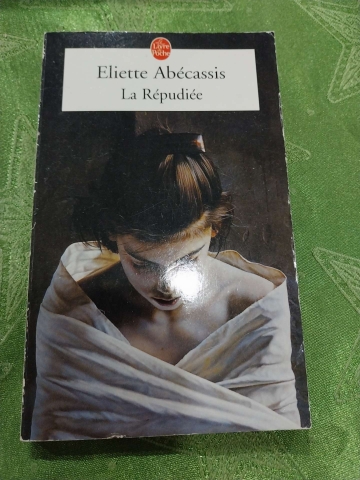 Le Livre
de
Poche
Eliette Abécassis
La Répudiée